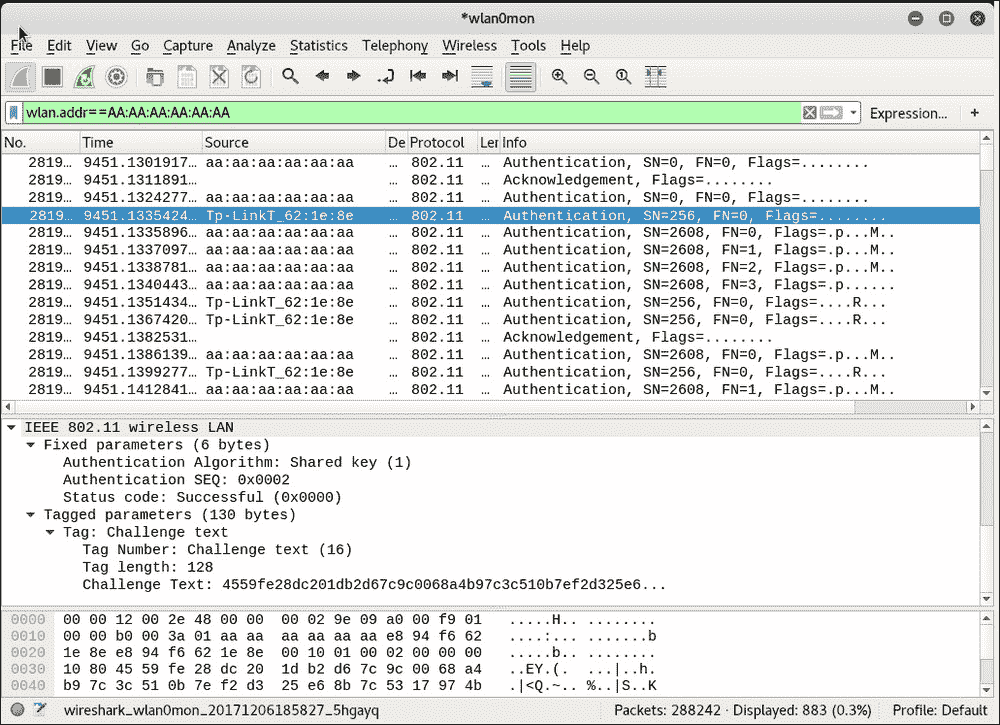 *wlan0mon
File Edit View Go Capture Analyze Statistics Telephony Wireless Tools Help
wlan.addr==AA:AA:AA:AA:AA:AA Expression... +
No. Time Source De Protocol Ler Info
2819… 9451.1301917… aa:aa:aa:aa:aa:aa … 802.11 … Authentication, SN=0, FN=0, Flags=........
2819… 9451.1311891… … 802.11 … Acknowledgement, Flags=........
2819… 9451.1324277… aa:aa:aa:aa:aa:aa … 802.11 … Authentication, SN=0, FN=0, Flags=........
2819… 9451.1335424… Tp-LinkT_62:1e:8e … 802.11 … Authentication, SN=256, FN=0, Flags=........
2819… 9451.1335896… aa:aa:aa:aa:aa:aa … 802.11 … Authentication, SN=2608, FN=0, Flags=.p...M..
2819… 9451.1337097… aa:aa:aa:aa:aa:aa … 802.11 … Authentication, SN=2608, FN=1, Flags=.p...M..
2819… 9451.1338781… aa:aa:aa:aa:aa:aa … 802.11 … Authentication, SN=2608, FN=2, Flags=.p...M..
2819… 9451.1340443… aa:aa:aa:aa:aa:aa … 802.11 … Authentication, SN=2608, FN=3, Flags=.p......
2819… 9451.1351434… Tp-LinkT_62:1e:8e … 802.11 … Authentication, SN=256, FN=0, Flags=....R...
2819… 9451.1367420… Tp-LinkT_62:1e:8e … 802.11 … Authentication, SN=256, FN=0, Flags=....R...
2819… 9451.1382531… … 802.11 … Acknowledgement, Flags=........
2819… 9451.1386139… aa:aa:aa:aa:aa:aa … 802.11 … Authentication, SN=2608, FN=0, Flags=.p...M..
2819… 9451.1399277… Tp-LinkT_62:1e:8e … 802.11 … Authentication, SN=256, FN=0, Flags=....R...
2819… 9451.1412841… aa:aa:aa:aa:aa:aa … 802.11 … Authentication, SN=2608, FN=1, Flags=.p...M..
IEEE 802.11 wireless LAN
Fixed parameters (6 bytes)
Authentication Algorithm: Shared key (1)
Authentication SEQ: 0x0002
Status code: Successful (0x0000)
Tagged parameters (130 bytes)
Tag: Challenge text
Tag Number: Challenge text (16)
Tag length: 128
Challenge Text: 4559fe28dc201db2d67c9c0068a4b97c3c510b7ef2d325e6...
0000 00 00 12 00 2e 48 00 00 00 02 9e 09 a0 00 f9 01 .....H.. ........
0010 00 00 b0 00 3a 01 aa aa aa aa aa aa e8 94 f6 62 ....:... .......b
0020 1e 8e e8 94 f6 62 1e 8e 00 10 01 00 02 00 00 00 .....b.. ........
0030 10 80 45 59 fe 28 dc 20 1d b2 d6 7c 9c 00 68 a4 ..EY.(. ...|..h.
0040 b9 7c 3c 51 0b 7e f2 d3 25 e6 8b 7c 53 17 97 4b .|<Q.~.. %..|S..K
wireshark_wlan0mon_20171206185827_5hgayq Packets: 288242 · Displayed: 883 (0.3%) Profile: Default